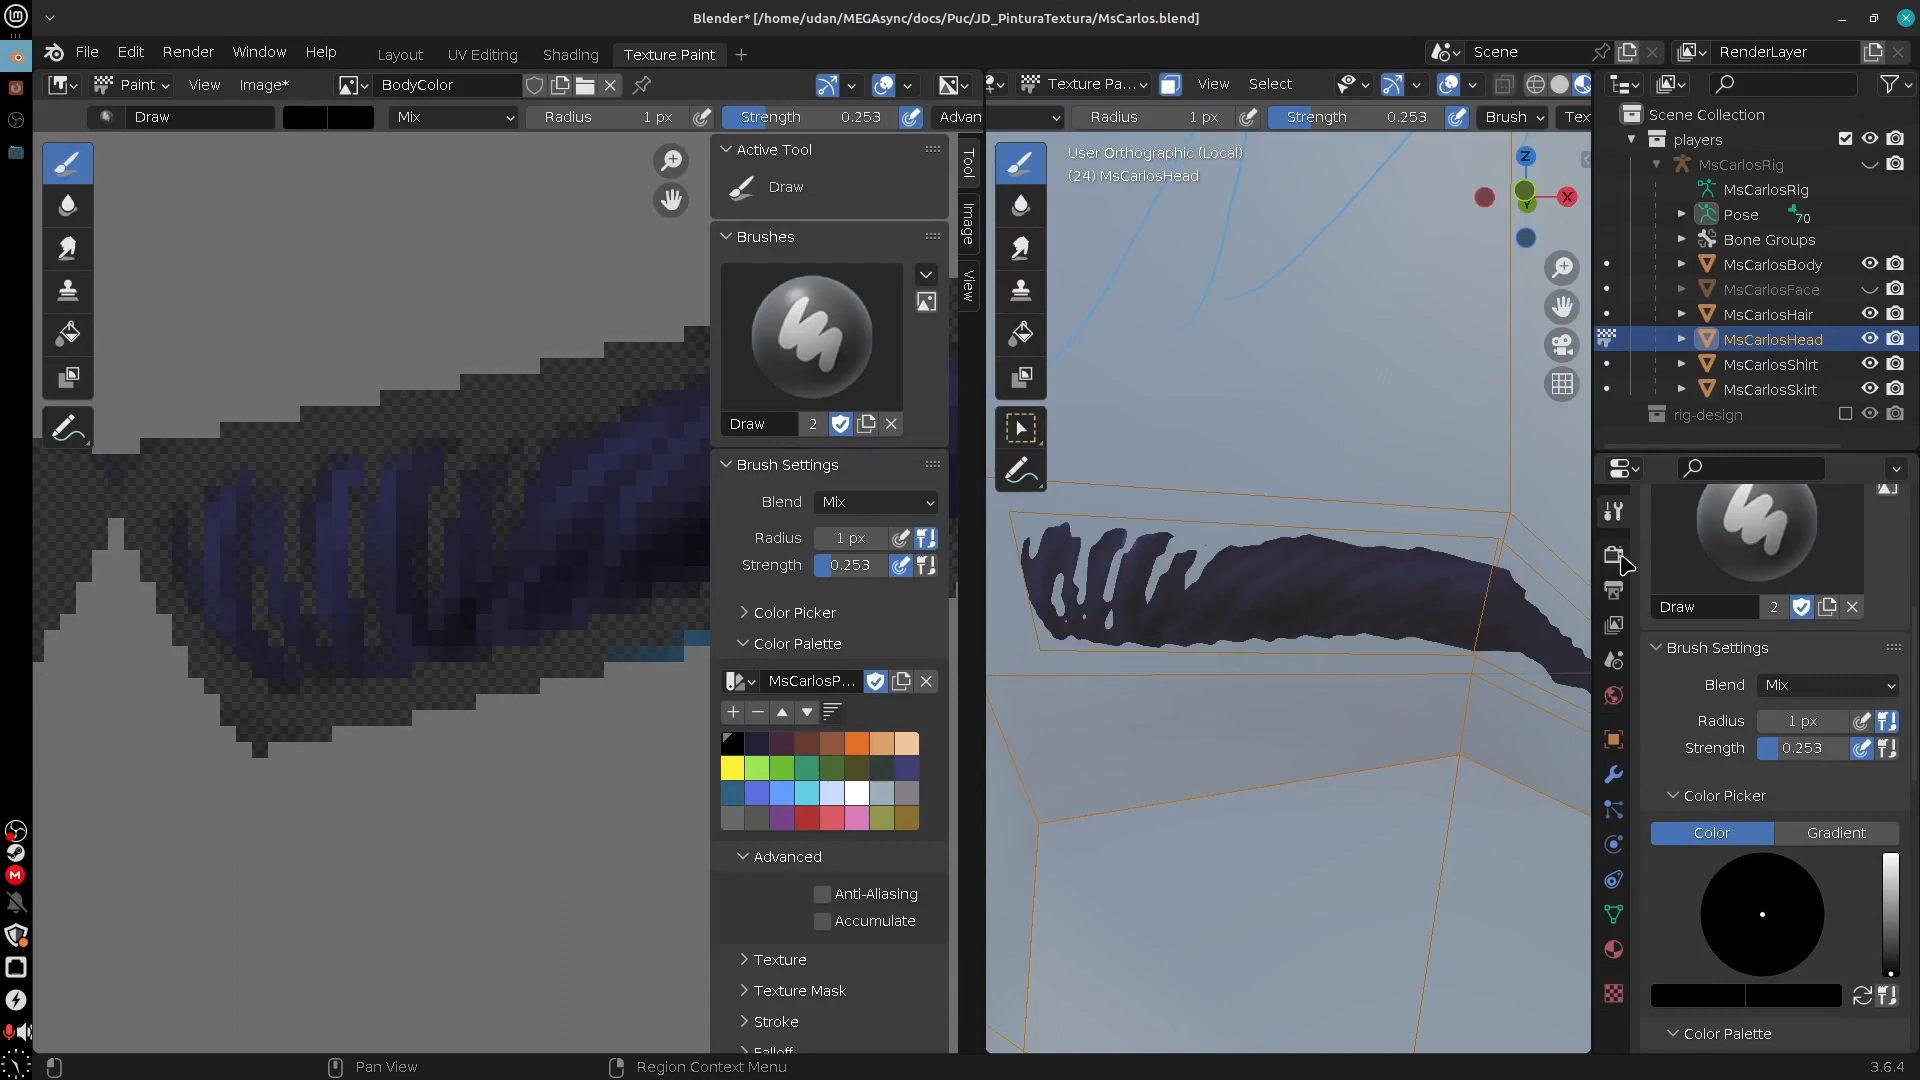 Blender* [/home/udan/MEGAsync/docs/Puc/JD_PinturaTextura/MsCarlos.blend]
File Edit Render Window Help Layout UV Editing Shading Texture Paint Scene RenderLayer
Paint View Image* BodyColor
Draw Mix Radius 1 px Strength 0.253 Advan
Active Tool
Draw
Brushes
Draw 2
Brush Settings
Blend Mix
Radius 1 px
Strength 0.253
Color Picker
Color Palette
MsCarlosP...
Advanced
Anti-Aliasing
Accumulate
Texture
Texture Mask
Stroke
Falloff
Tool
Image
View
Texture Pa... View Select
Radius 1 px Strength 0.253 Brush Tex
User Orthographic (Local)
(24) MsCarlosHead
Z
X
Y
Scene Collection
players
MsCarlosRig
MsCarlosRig
Pose 70
Bone Groups
MsCarlosBody
MsCarlosFace
MsCarlosHair
MsCarlosHead
MsCarlosShirt
MsCarlosSkirt
rig-design
Draw 2
Brush Settings
Blend Mix
Radius 1 px
Strength 0.253
Color Picker
Color Gradient
Color Palette
Pan View Region Context Menu 3.6.4